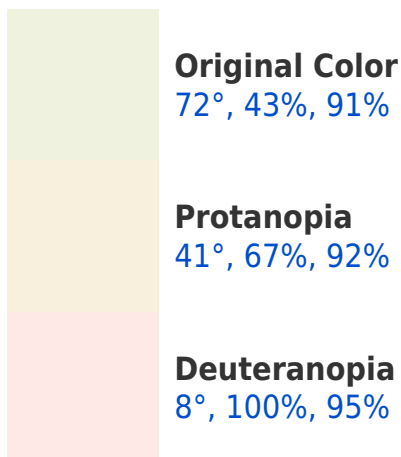 Original Color
72°, 43%, 91%
Protanopia
41°, 67%, 92%
Deuteranopia
8°, 100%, 95%